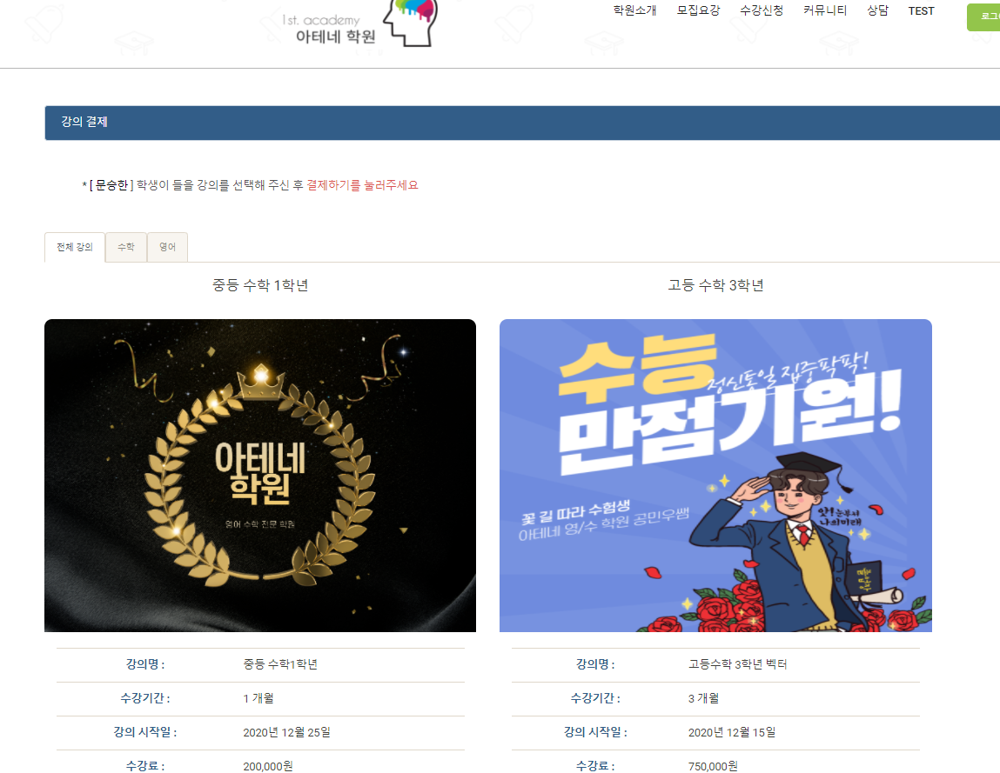 1st. academy
아테네 학원
학원소개 모집요강 수강신청 커뮤니티 상담 TEST
강의 결제
* [ 문승한 ] 학생이 들을 강의를 선택해 주신 후 결제하기를 눌러주세요
전체 강의 수학 영어
중등 수학 1학년
고등 수학 3학년
아테네
학원
영어 수학 전문 학원
수능
정신토일 집중팍팍!
만점기원!
꽃 길 따라 수험생
아테네 영/수 학원 공민우쌤
앗!눈부셔
나의미래
강의명 : 중등 수학1학년
수강기간 : 1 개월
강의 시작일 : 2020년 12월 25일
수강료 : 200,000원
강의명 : 고등수학 3학년 벡터
수강기간 : 3 개월
강의 시작일 : 2020년 12월 15일
수강료 : 750,000원